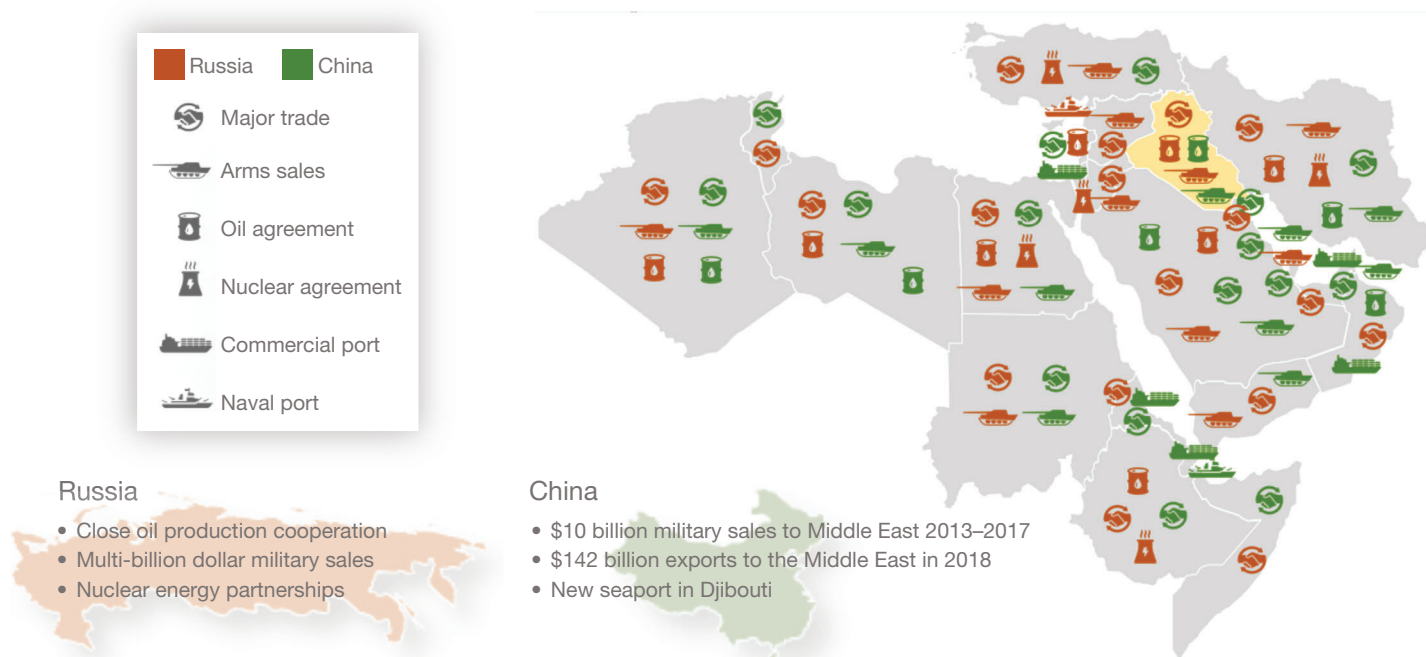 Russia China
Major trade
Arms sales
Oil agreement
Nuclear agreement
Commercial port
Naval port
Russia
• Close oil production cooperation
• Multi-billion dollar military sales
• Nuclear energy partnerships
China
• $10 billion military sales to Middle East 2013–2017
• $142 billion exports to the Middle East in 2018
• New seaport in Djibouti